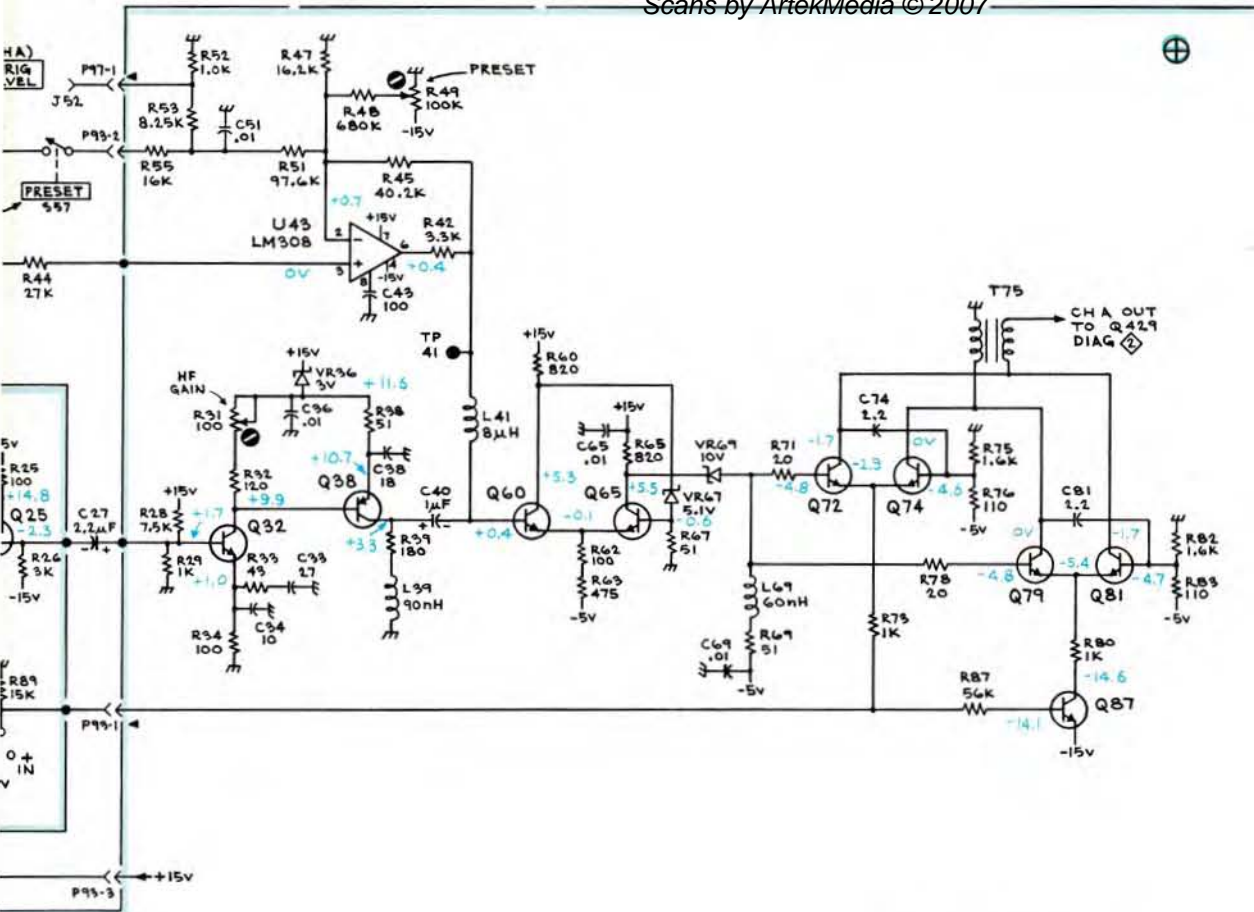 Scans by ArtekMedia © 2007
HA)
RIG
VEL
P97-1
J52
R52
1.0K
R53
8.25K
C51
.01
P93-2
R55
16K
PRESET
S57
R47
16.2K
R48
680K
R49
100K
PRESET
-15V
R51
97.6K
R45
40.2K
+0.7
U43
LM308
+15V
2
-
7
6
R42
3.3K
+0.4
0V
3
+
4
-15V
8
C43
100
R44
27K
TP
41
HF
GAIN
R31
100
+15V
VR36
3V
+11.5
C36
.01
R38
51
C38
18
R32
120
+10.7
+9.9
Q38
+3.3
C40
1µF
+
-
R39
180
L39
90nH
L41
8µH
5V
R25
100
+14.8
Q25
-2.3
R26
3K
-15V
C27
2.2µF
-
+
+15V
R28
7.5K
+1.7
R29
1K
Q32
+1.0
R33
43
C33
27
C34
10
R34
100
+15V
R60
820
+5.3
Q60
+0.4
-0.1
R62
100
R63
475
-5V
Q65
C65
.01
+15V
R65
820
+5.5
VR67
5.1V
-0.6
R67
51
VR69
10V
L69
60nH
R69
51
C69
.01
-5V
R71
20
-4.8
-1.7
C74
2.2
Q72
-2.3
0V
Q74
-4.6
R75
1.6K
R76
110
-5V
T75
CH A OUT
TO Q429
DIAG 2
C81
2.2
0V
-1.7
R78
20
-4.8
-5.4
-4.7
Q79
Q81
R82
1.6K
R83
110
-5V
R73
1K
R80
1K
-14.6
R87
56K
-14.1
Q87
-15V
R89
15K
P93-1
0 +
IN
V
P93-3
+15V